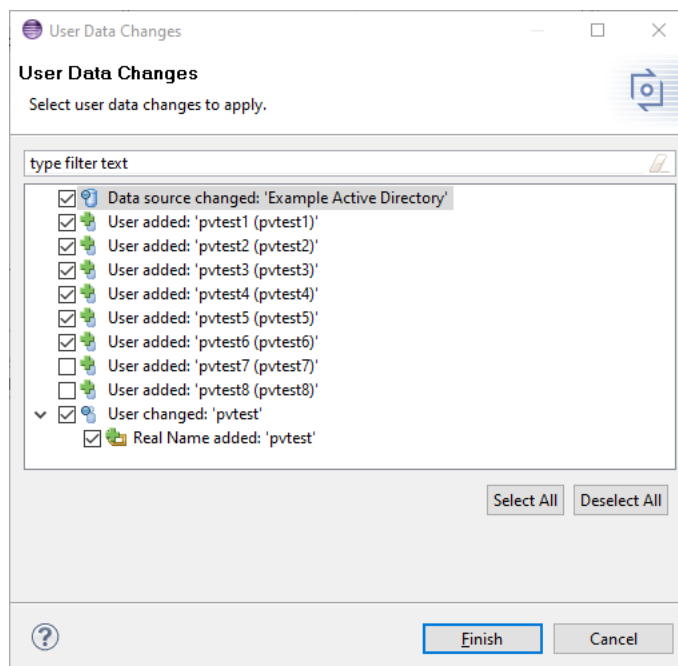 User Data Changes
User Data Changes
Select user data changes to apply.
type filter text
Data source changed: 'Example Active Directory'
User added: 'pvtest1 (pvtest1)'
User added: 'pvtest2 (pvtest2)'
User added: 'pvtest3 (pvtest3)'
User added: 'pvtest4 (pvtest4)'
User added: 'pvtest5 (pvtest5)'
User added: 'pvtest6 (pvtest6)'
User added: 'pvtest7 (pvtest7)'
User added: 'pvtest8 (pvtest8)'
User changed: 'pvtest'
Real Name added: 'pvtest'
Select All Deselect All
? Finish Cancel